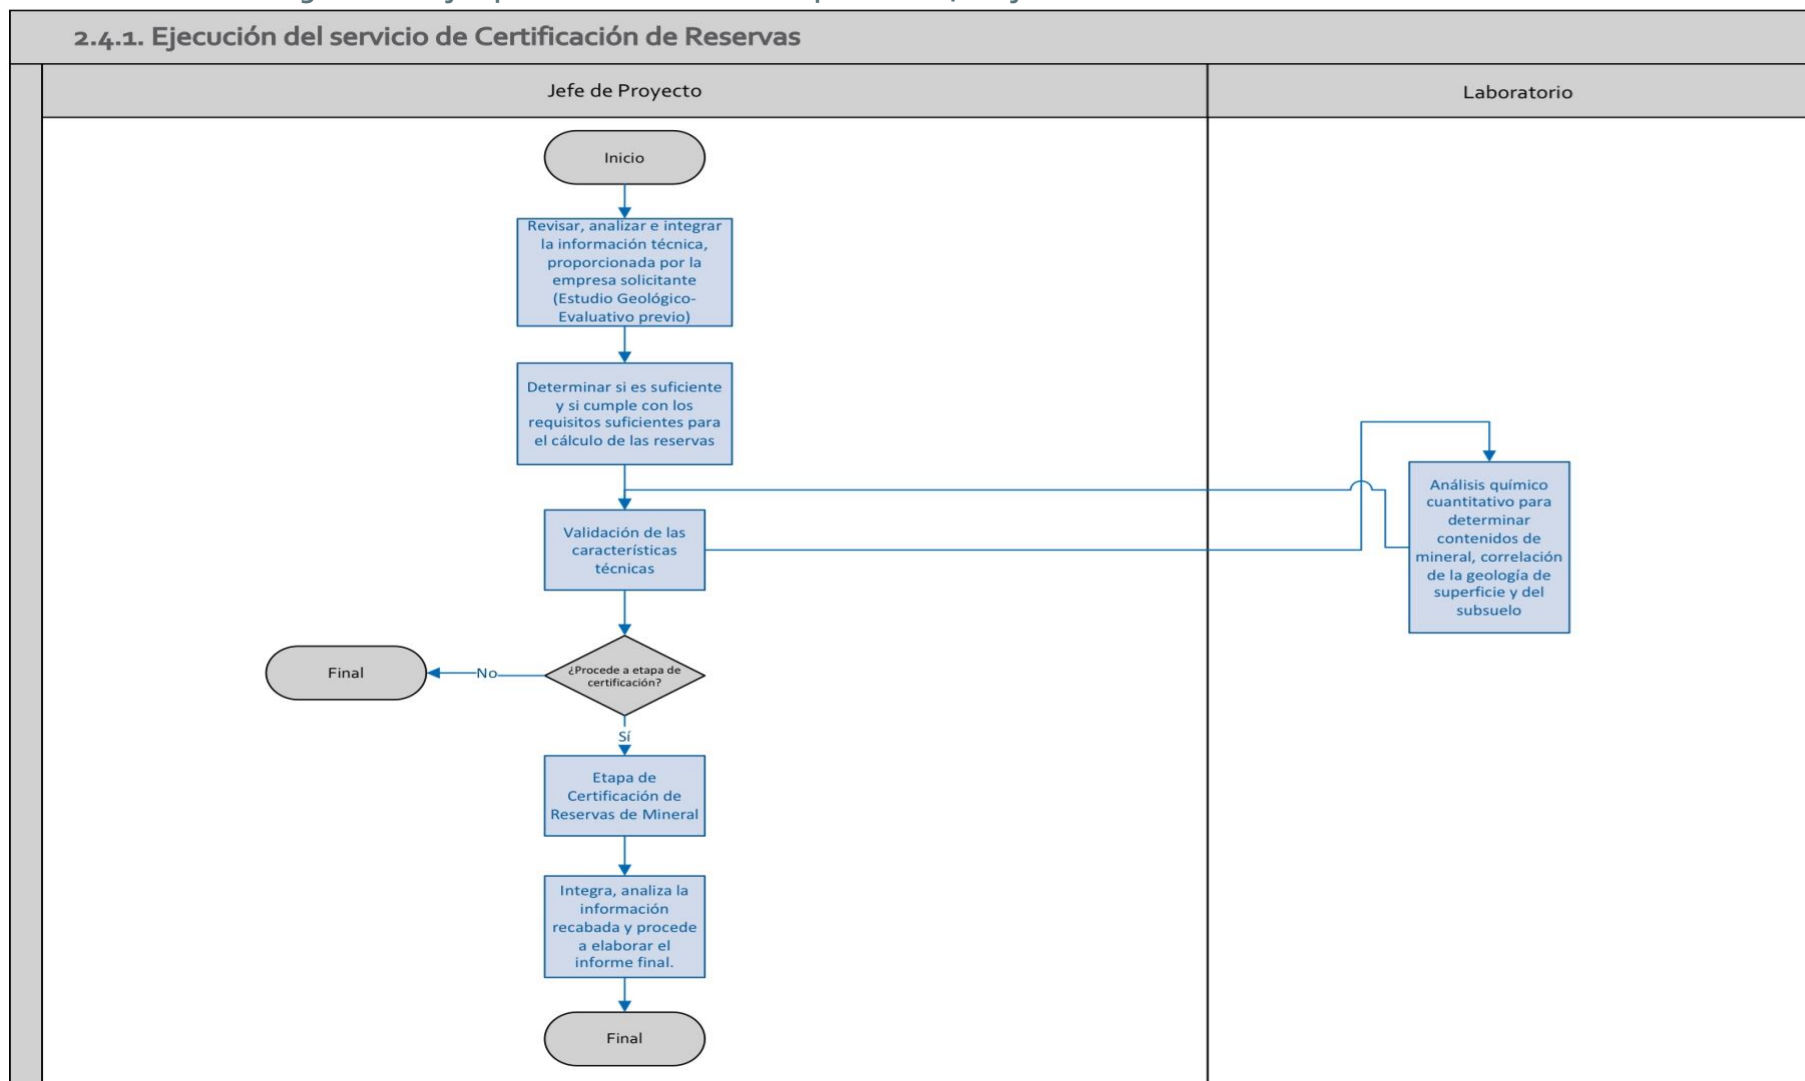 2.4.1. Ejecución del servicio de Certificación de Reservas
Jefe de Proyecto
Laboratorio
Inicio
Revisar, analizar e integrar
la información técnica,
proporcionada por la
empresa solicitante
(Estudio Geológico-
Evaluativo previo)
Determinar si es suficiente
y si cumple con los
requisitos suficientes para
el cálculo de las reservas
Validación de las
características
técnicas
Análisis químico
cuantitativo para
determinar
contenidos de
mineral, correlación
de la geología de
superficie y del
subsuelo
¿Procede a etapa de
certificación?
No
Final
Sí
Etapa de
Certificación de
Reservas de Mineral
Integra, analiza la
información
recabada y procede
a elaborar el
informe final.
Final